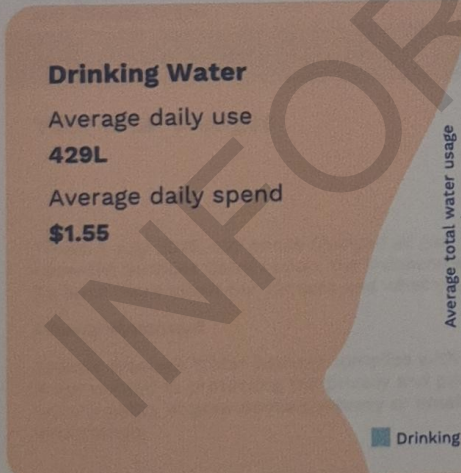 Drinking Water
Average daily use
429L
Average daily spend
$1.55
INFOR
Average total water usage
Drinking